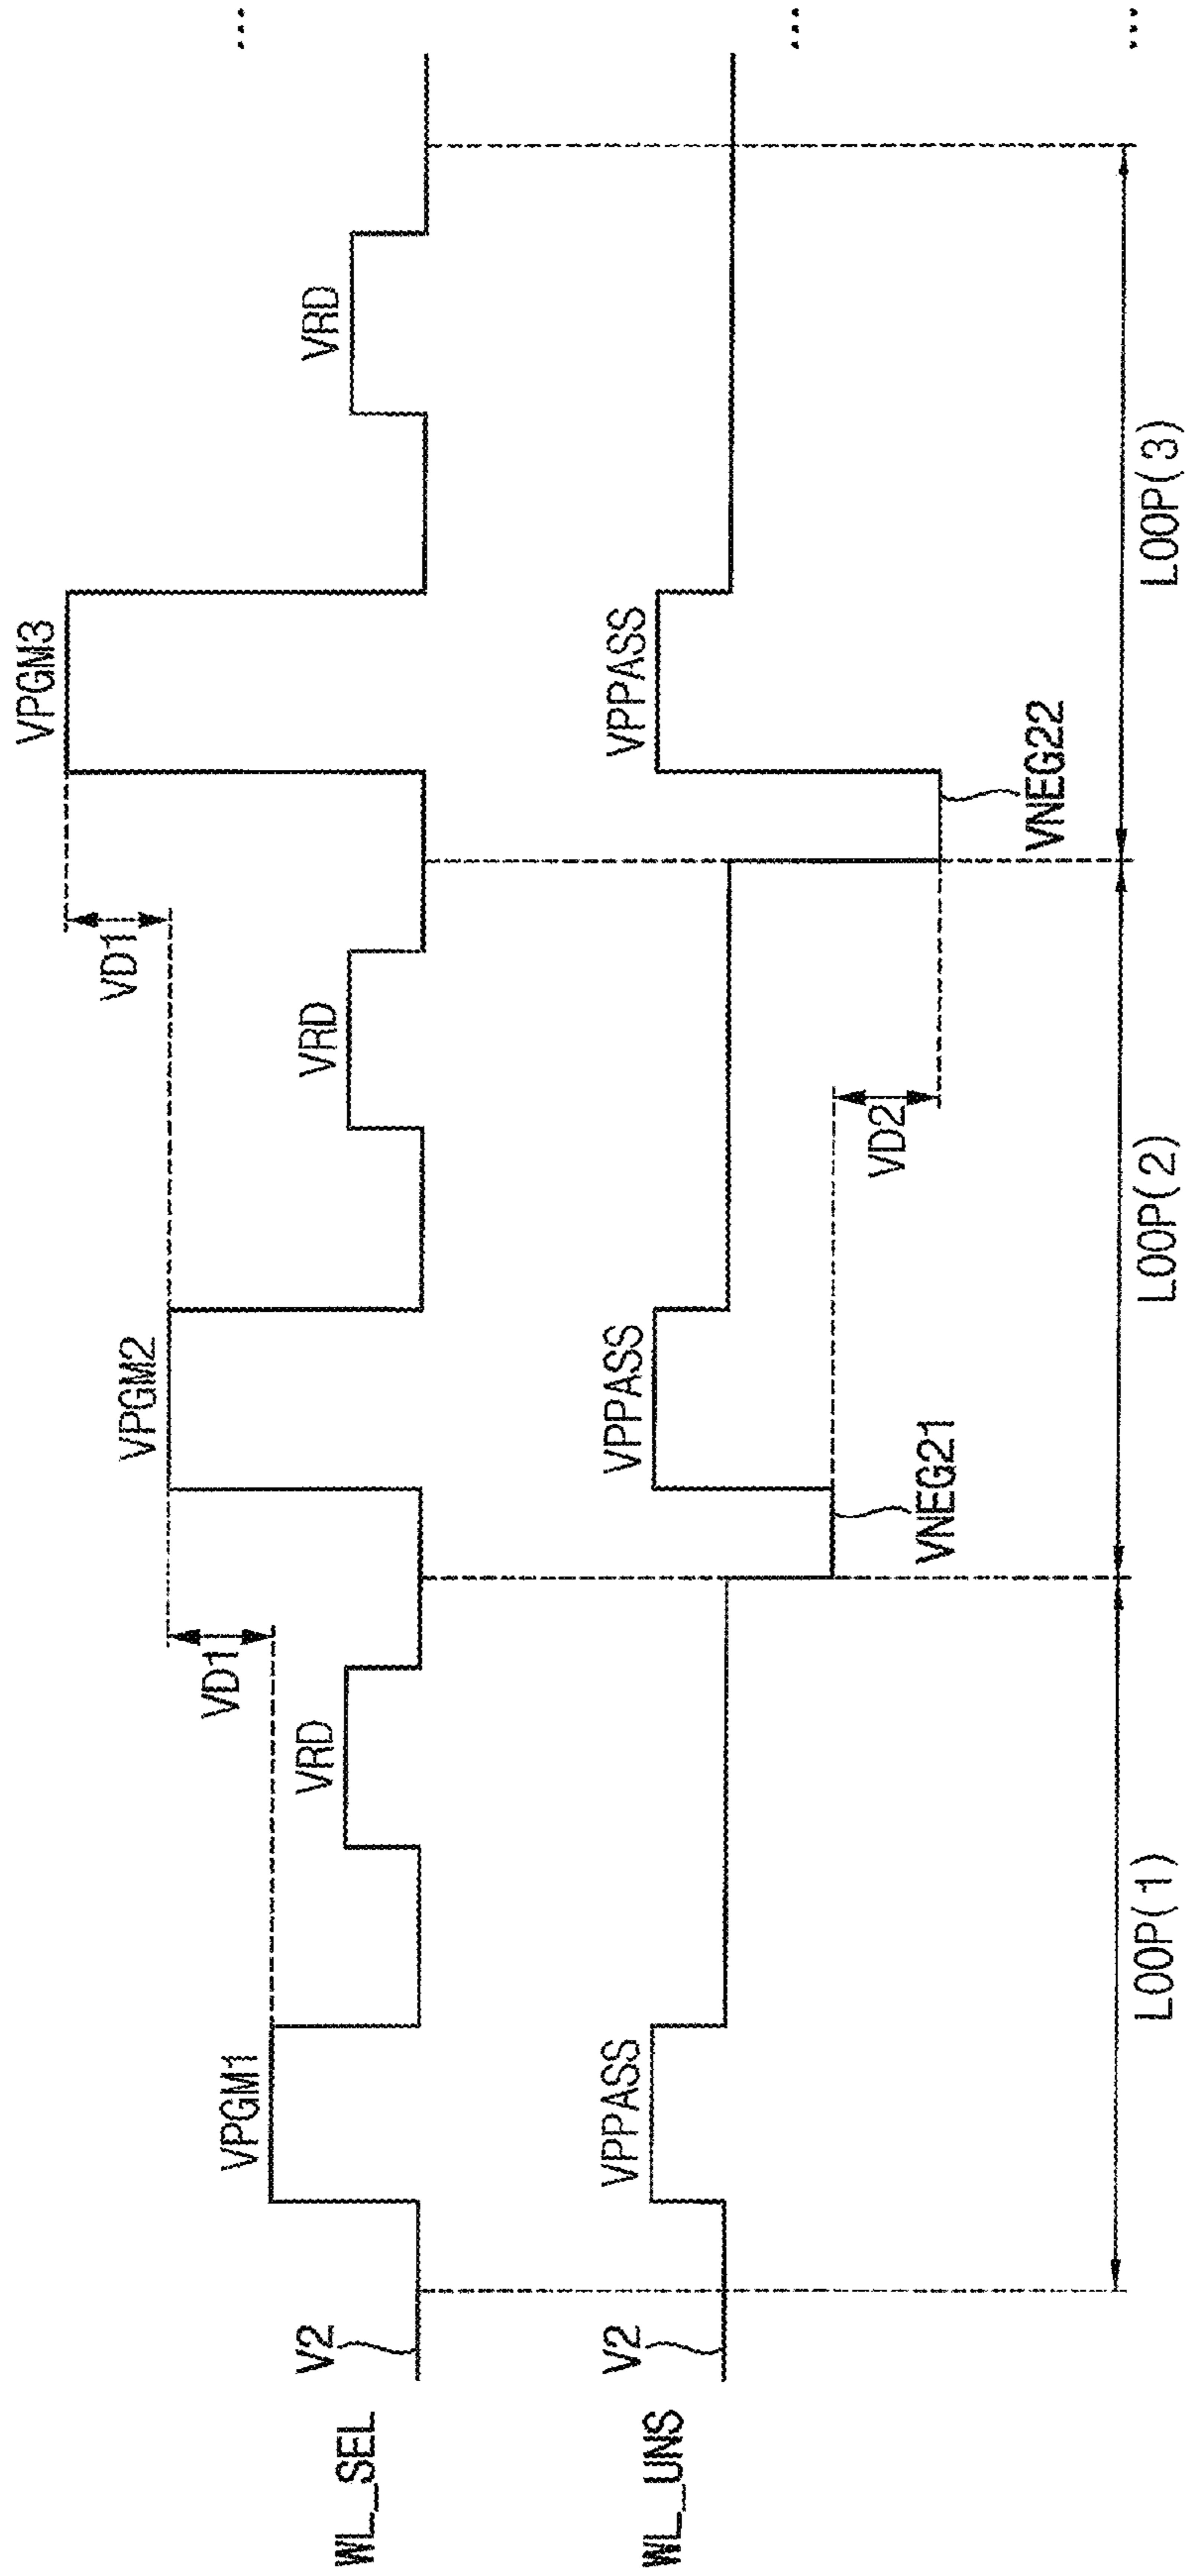 VPGM3
VD1
VPGM2
VD1
VPGM1
VRD
VRD
VRD
V2
WL_SEL
VPPASS
VPPASS
VPPASS
V2
WL_UNS
VD2
VNEG21
VNEG22
LOOP(1)
LOOP(2)
LOOP(3)
...
...
...